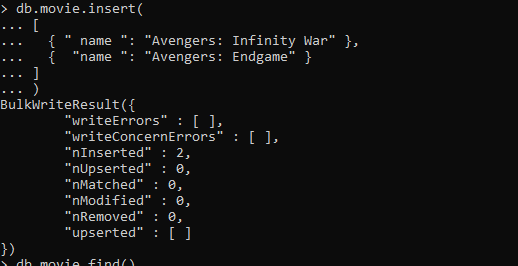 > db.movie.insert(
... [
...   { " name ": "Avengers: Infinity War" },
...   {  "name ": "Avengers: Endgame" }
... ]
... )
BulkWriteResult({
        "writeErrors" : [ ],
        "writeConcernErrors" : [ ],
        "nInserted" : 2,
        "nUpserted" : 0,
        "nMatched" : 0,
        "nModified" : 0,
        "nRemoved" : 0,
        "upserted" : [ ]
})
> db.movie.find()